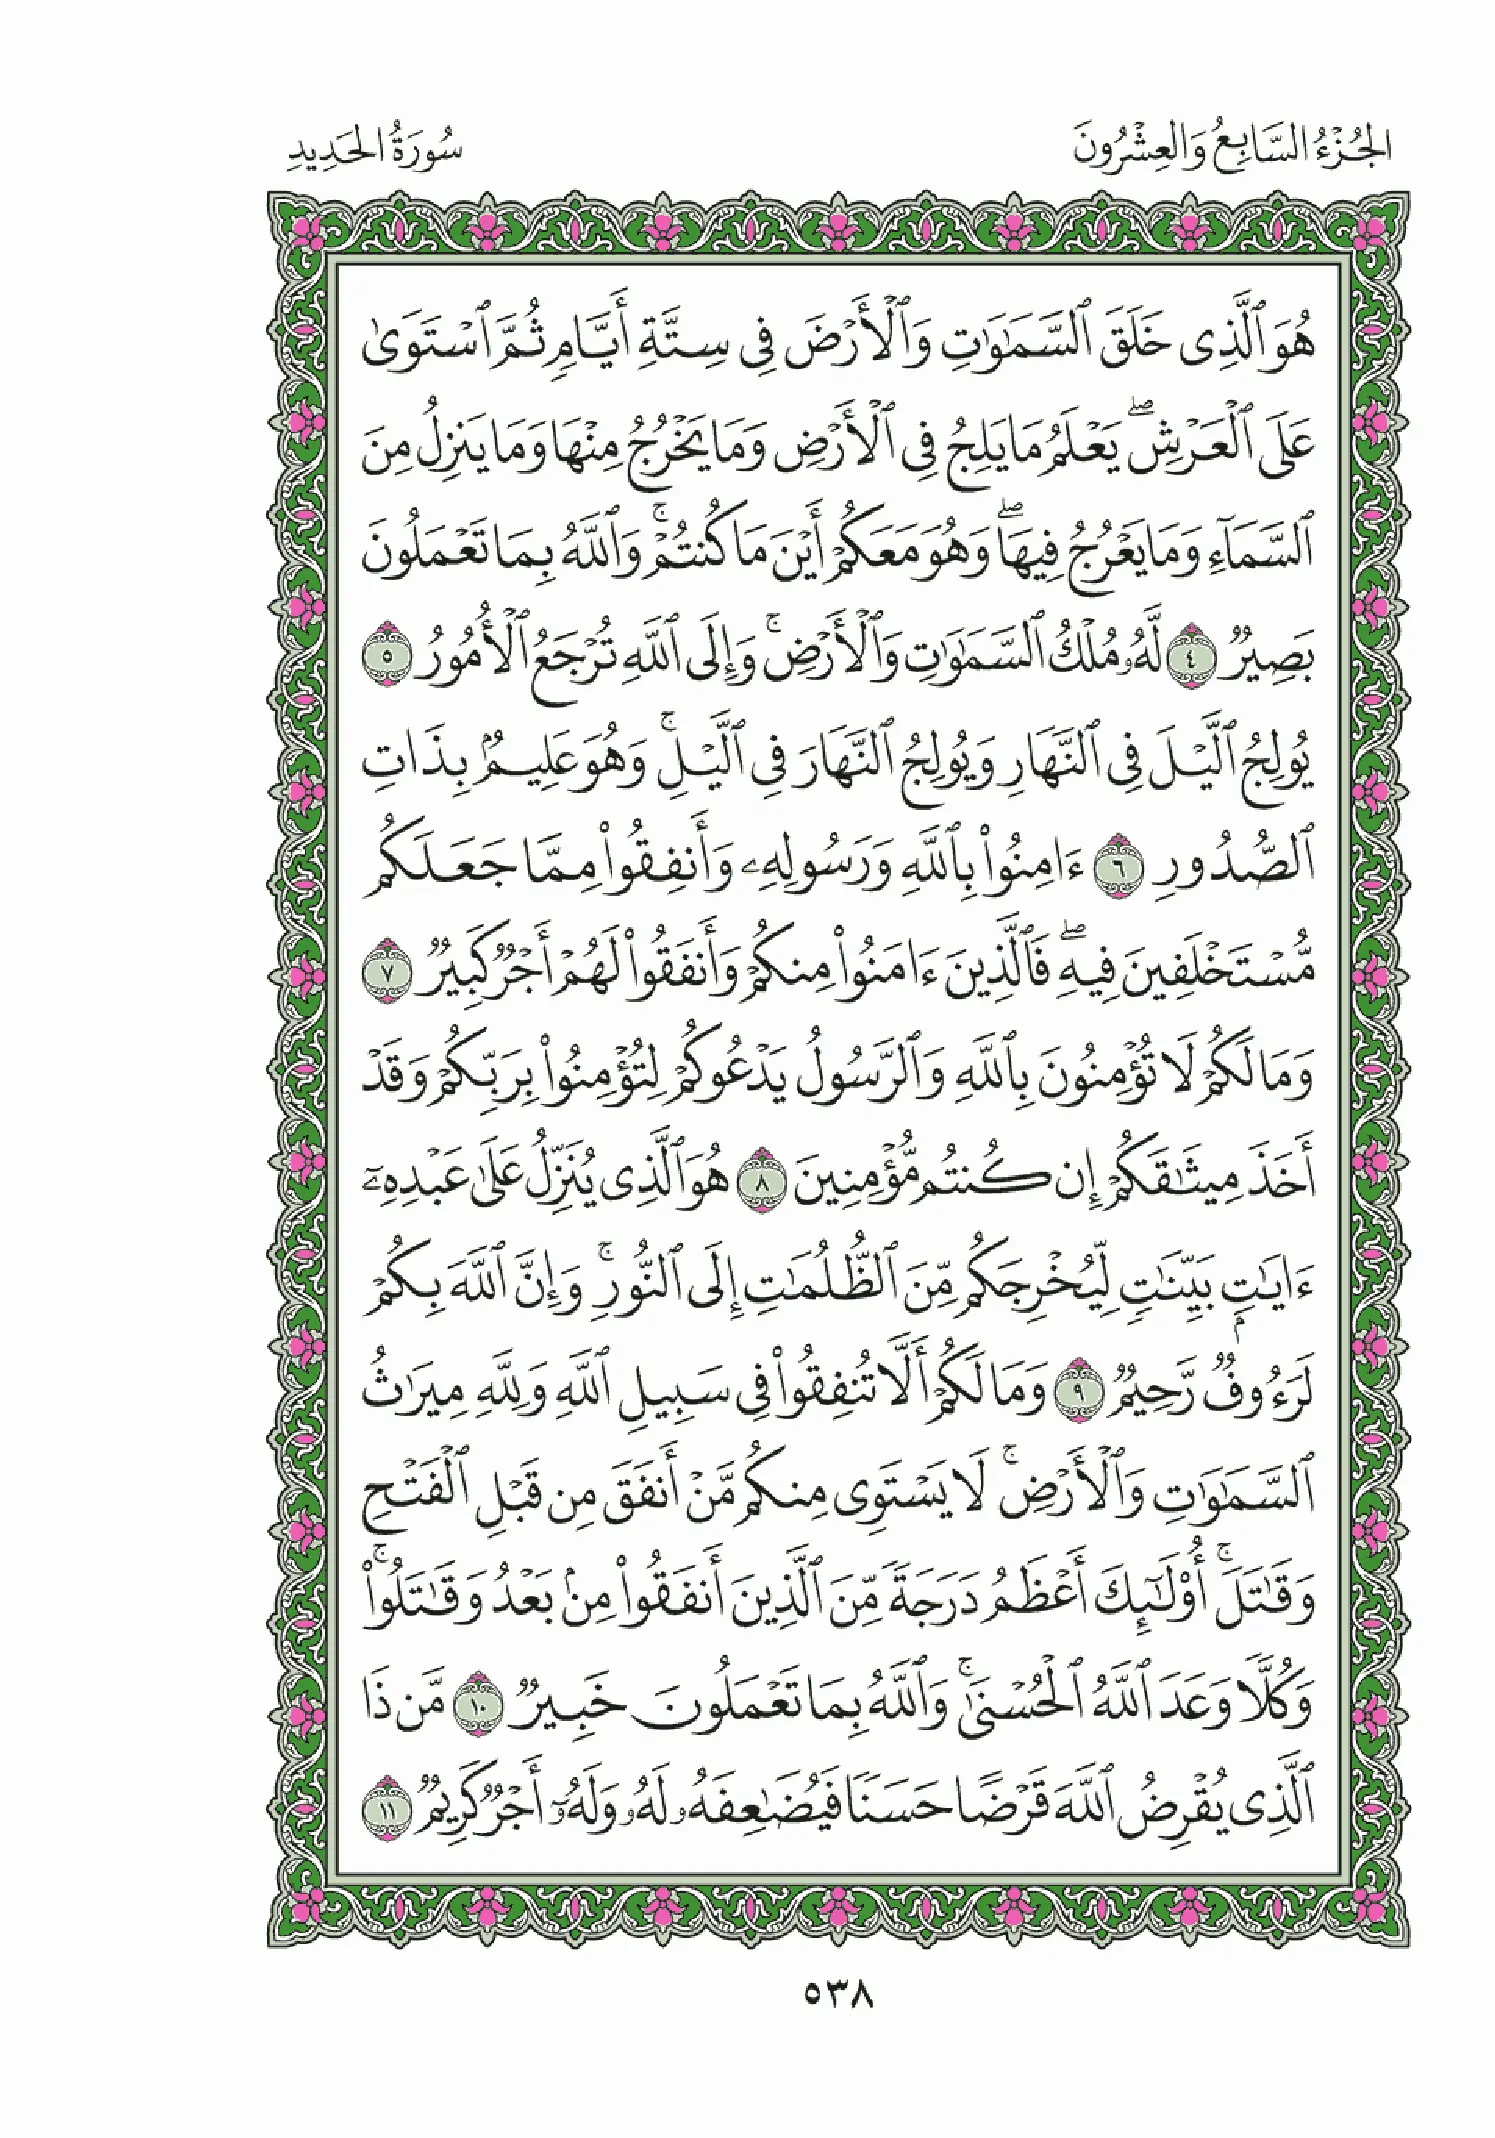 الجُزْءُ السَّابِعُ وَالعِشْرُونَ
سُورَةُ الحَدِيدِ
هُوَ ٱلَّذِى خَلَقَ ٱلسَّمَٰوَٰتِ وَٱلْأَرْضَ فِى سِتَّةِ أَيَّامٍ ثُمَّ ٱسْتَوَىٰ
عَلَى ٱلْعَرْشِ ۖ يَعْلَمُ مَا يَلِجُ فِى ٱلْأَرْضِ وَمَا يَخْرُجُ مِنْهَا وَمَا يَنزِلُ مِنَ
ٱلسَّمَآءِ وَمَا يَعْرُجُ فِيهَا ۖ وَهُوَ مَعَكُمْ أَيْنَ مَا كُنتُمْ ۚ وَٱللَّهُ بِمَا تَعْمَلُونَ
بَصِيرٌ ٤ لَّهُۥ مُلْكُ ٱلسَّمَٰوَٰتِ وَٱلْأَرْضِ ۚ وَإِلَى ٱللَّهِ تُرْجَعُ ٱلْأُمُورُ ٥
يُولِجُ ٱلَّيْلَ فِى ٱلنَّهَارِ وَيُولِجُ ٱلنَّهَارَ فِى ٱلَّيْلِ ۚ وَهُوَ عَلِيمٌۢ بِذَاتِ
ٱلصُّدُورِ ٦ ءَامِنُوا۟ بِٱللَّهِ وَرَسُولِهِۦ وَأَنفِقُوا۟ مِمَّا جَعَلَكُم
مُّسْتَخْلَفِينَ فِيهِ ۖ فَٱلَّذِينَ ءَامَنُوا۟ مِنكُمْ وَأَنفَقُوا۟ لَهُمْ أَجْرٌ كَبِيرٌ ٧
وَمَا لَكُمْ لَا تُؤْمِنُونَ بِٱللَّهِ وَٱلرَّسُولُ يَدْعُوكُمْ لِتُؤْمِنُوا۟ بِرَبِّكُمْ وَقَدْ
أَخَذَ مِيثَٰقَكُمْ إِن كُنتُم مُّؤْمِنِينَ ٨ هُوَ ٱلَّذِى يُنَزِّلُ عَلَىٰ عَبْدِهِۦٓ
ءَايَٰتٍۭ بَيِّنَٰتٍ لِّيُخْرِجَكُم مِّنَ ٱلظُّلُمَٰتِ إِلَى ٱلنُّورِ ۚ وَإِنَّ ٱللَّهَ بِكُمْ
لَرَءُوفٌ رَّحِيمٌ ٩ وَمَا لَكُمْ أَلَّا تُنفِقُوا۟ فِى سَبِيلِ ٱللَّهِ وَلِلَّهِ مِيرَٰثُ
ٱلسَّمَٰوَٰتِ وَٱلْأَرْضِ ۚ لَا يَسْتَوِى مِنكُم مَّنْ أَنفَقَ مِن قَبْلِ ٱلْفَتْحِ
وَقَٰتَلَ ۚ أُو۟لَٰٓئِكَ أَعْظَمُ دَرَجَةً مِّنَ ٱلَّذِينَ أَنفَقُوا۟ مِنۢ بَعْدُ وَقَٰتَلُوا۟ ۚ
وَكُلًّا وَعَدَ ٱللَّهُ ٱلْحُسْنَىٰ ۚ وَٱللَّهُ بِمَا تَعْمَلُونَ خَبِيرٌ ١٠ مَّن ذَا
ٱلَّذِى يُقْرِضُ ٱللَّهَ قَرْضًا حَسَنًا فَيُضَٰعِفَهُۥ لَهُۥ وَلَهُۥٓ أَجْرٌ كَرِيمٌ ١١
٥٣٨